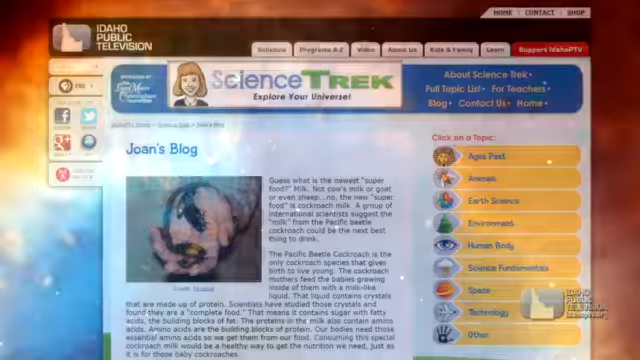 HOME | CONTACT | SHOP
IDAHO
PUBLIC
TELEVISION
Schedule
Programs A-Z
Video
About Us
Kids & Family
Learn
Support IdahoPTV
PBS
SCIENCETREK
Explore Your Universe!
About Science Trek
Full Topic List
For Teachers
Blog
Contact Us
Home
Joan's Blog
Guess what is the newest "super
food?" Milk. Not cow's milk or goat
or even sheep...no, the new "super
food" is cockroach milk. A group of
international scientists suggest the
"milk" from the Pacific beetle
cockroach could be the next best
thing to drink.
The Pacific Beetle Cockroach is the
only cockroach species that gives
birth to live young. The cockroach
mothers feed the babies growing
inside of them with a milk-like
liquid. That liquid contains crystals
that are made up of protein. Scientists have studied those crystals and
found they are a "complete food." That means it contains sugar with fatty
acids, the building blocks of fat. The proteins in the milk also contain amino
acids. Amino acids are the building blocks of protein. Our bodies need those
essential amino acids so we get them from our food. Consuming this special
cockroach milk would be a healthy way to get the nutrition we need, just as
it is for those baby cockroaches.
Click on a Topic:
Ages Past
Animals
Earth Science
Environment
Human Body
Science Fundamentals
Space
Technology
Other
IDAHO
PUBLIC
TELEVISION